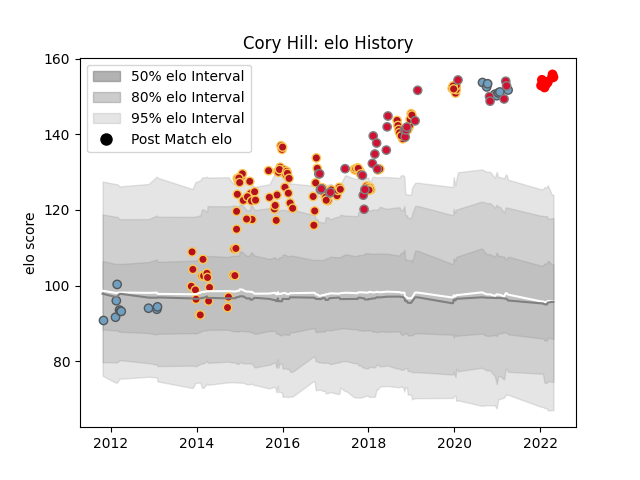 Cory Hill: elo History
160
140
120
100
80
elo score
50% elo Interval
80% elo Interval
95% elo Interval
Post Match elo
2012 2014 2016 2018 2020 2022